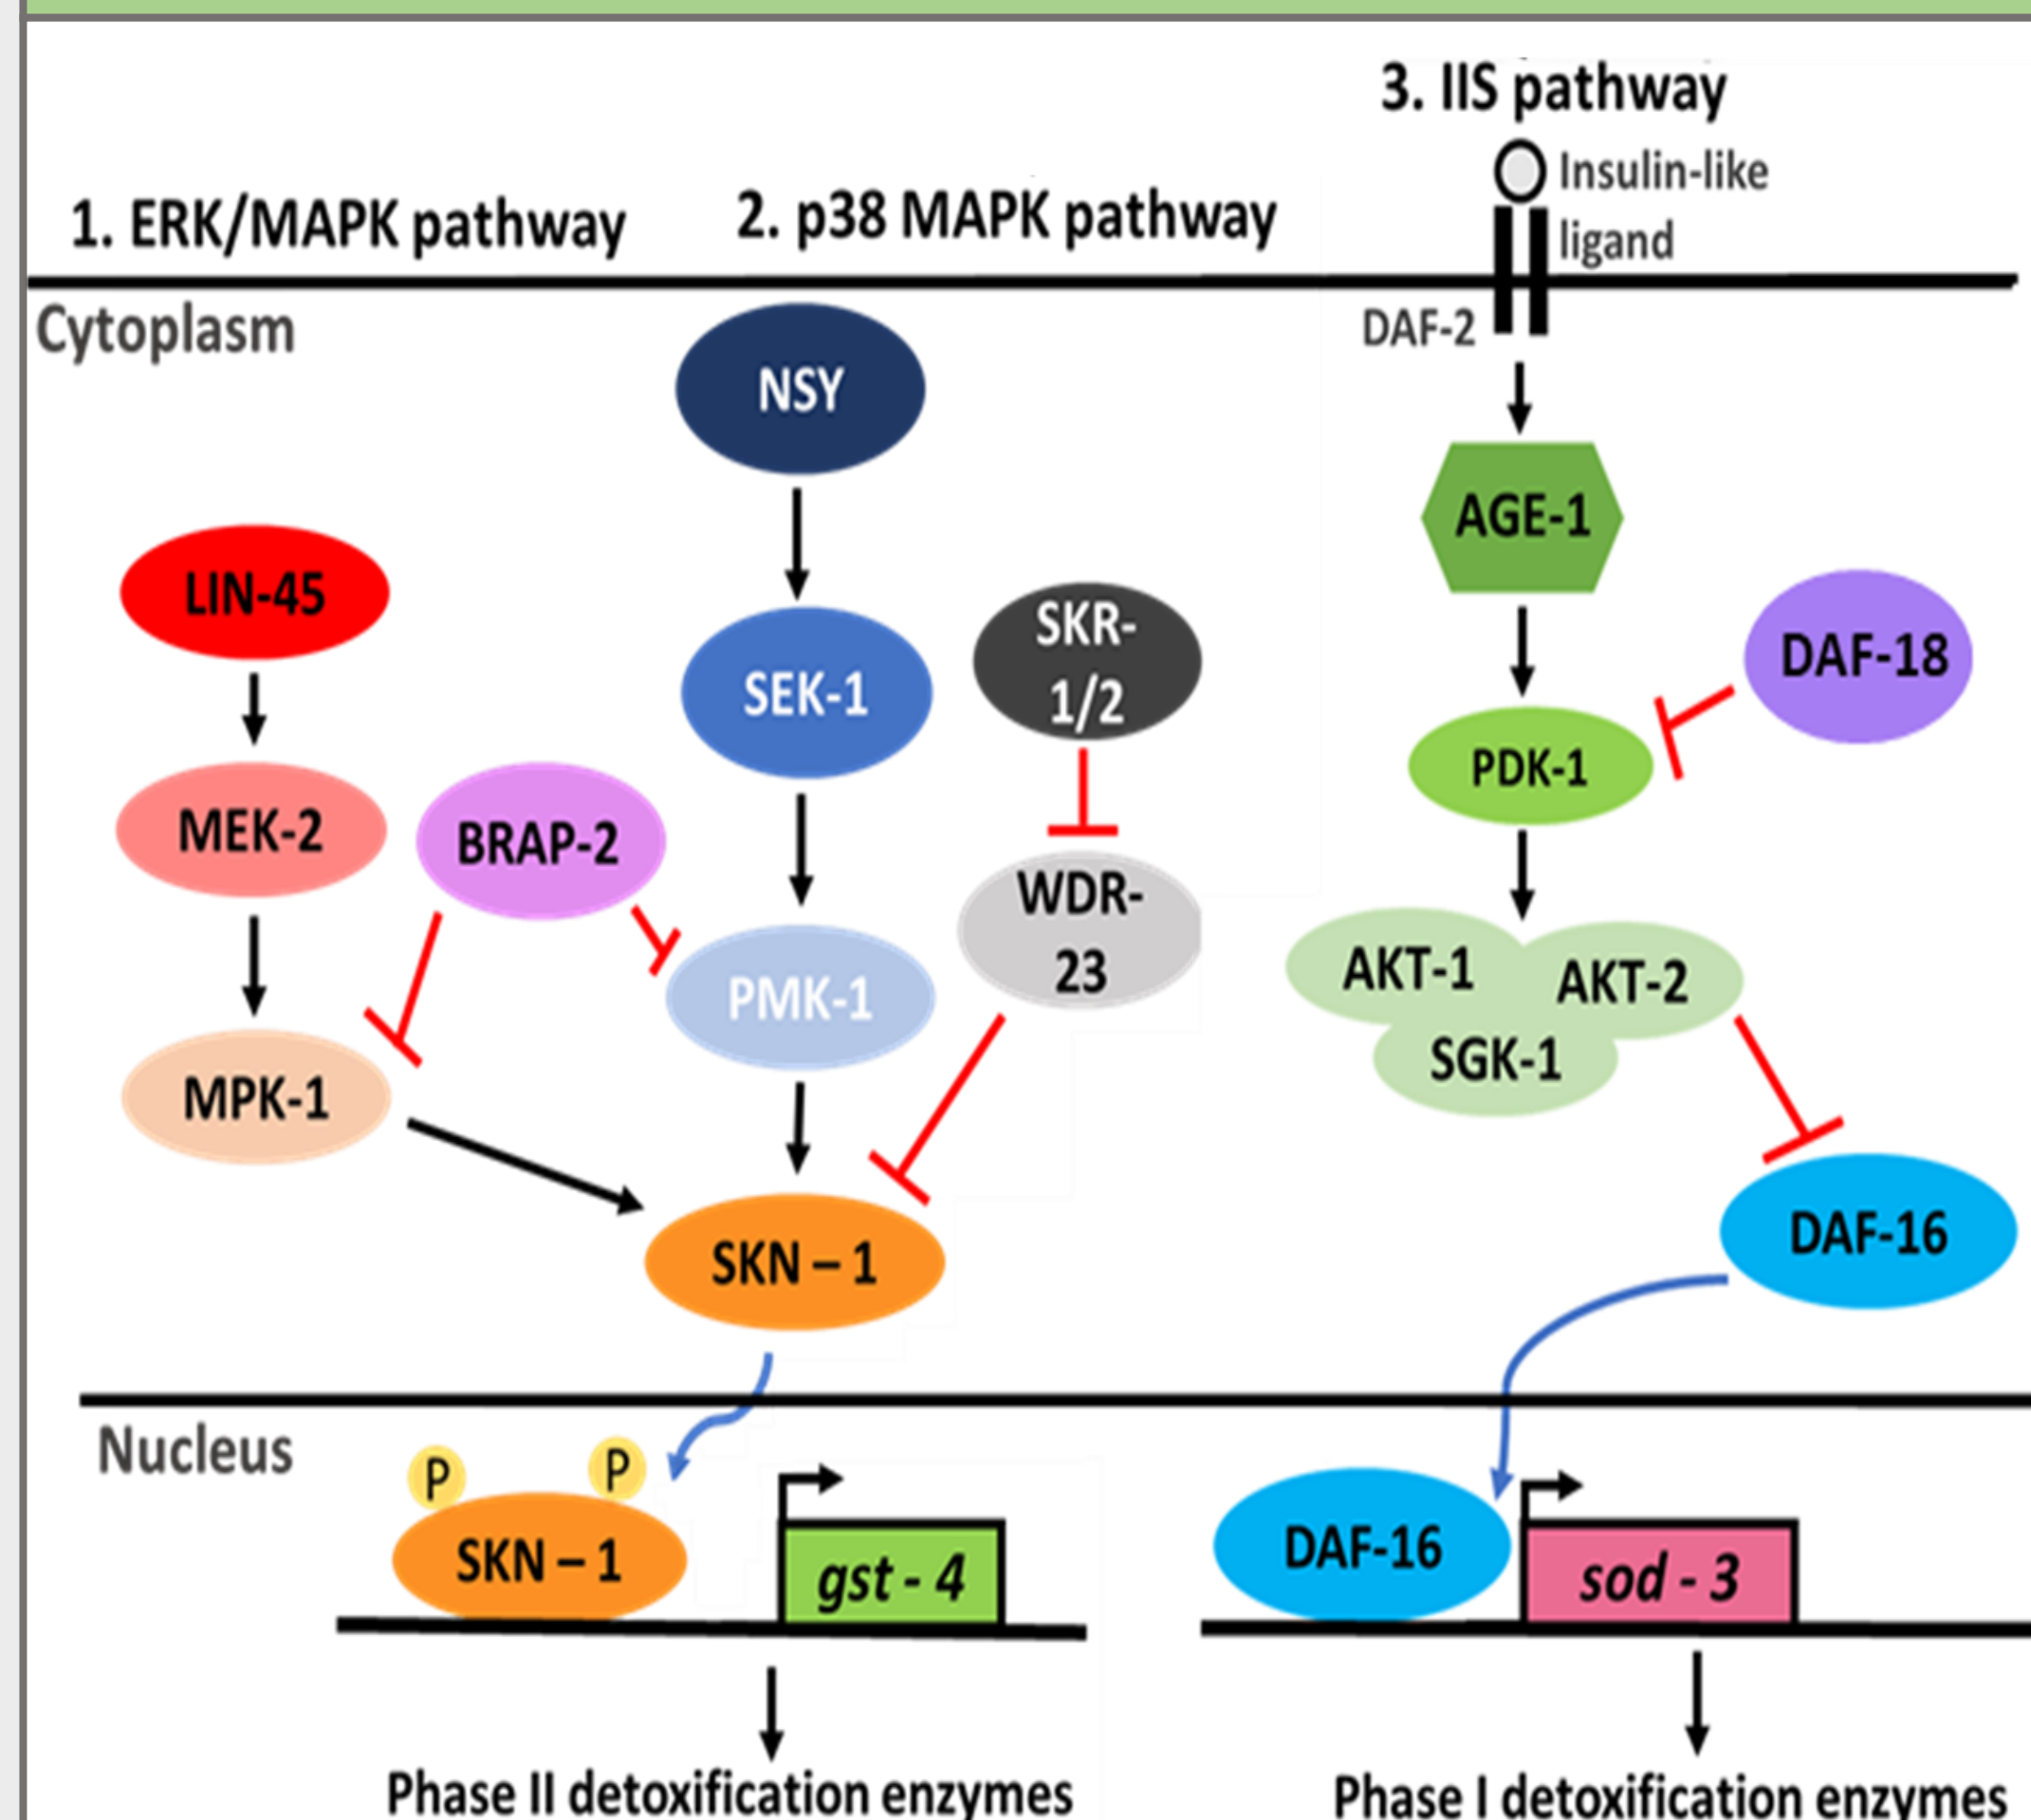 3. IIS pathway
Insulin-like
ligand
1. ERK/MAPK pathway
2. p38 MAPK pathway
Cytoplasm
DAF-2
NSY
AGE-1
LIN-45
SEK-1
SKR-
1/2
DAF-18
PDK-1
MEK-2
BRAP-2
WDR-
23
PMK-1
AKT-1
AKT-2
SGK-1
MPK-1
SKN – 1
DAF-16
Nucleus
P
P
SKN – 1
gst - 4
DAF-16
sod - 3
Phase II detoxification enzymes
Phase I detoxification enzymes